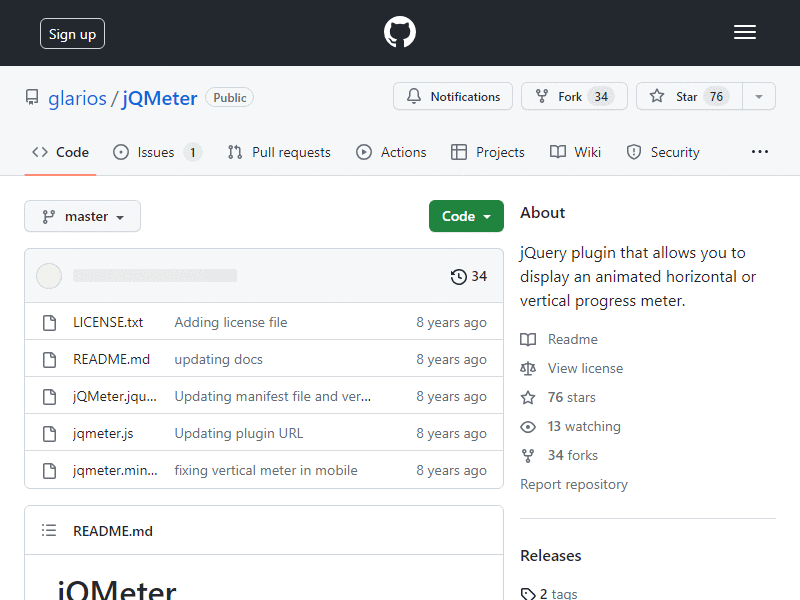 Sign up
glarios / jQMeter Public
Notifications Fork 34 Star 76
Code Issues 1 Pull requests Actions Projects Wiki Security
master Code
34
LICENSE.txt Adding license file 8 years ago
README.md updating docs 8 years ago
jQMeter.jqu... Updating manifest file and ver... 8 years ago
jqmeter.js Updating plugin URL 8 years ago
jqmeter.min... fixing vertical meter in mobile 8 years ago
README.md
jQMeter
About
jQuery plugin that allows you to
display an animated horizontal or
vertical progress meter.
Readme
View license
76 stars
13 watching
34 forks
Report repository
Releases
2 tags